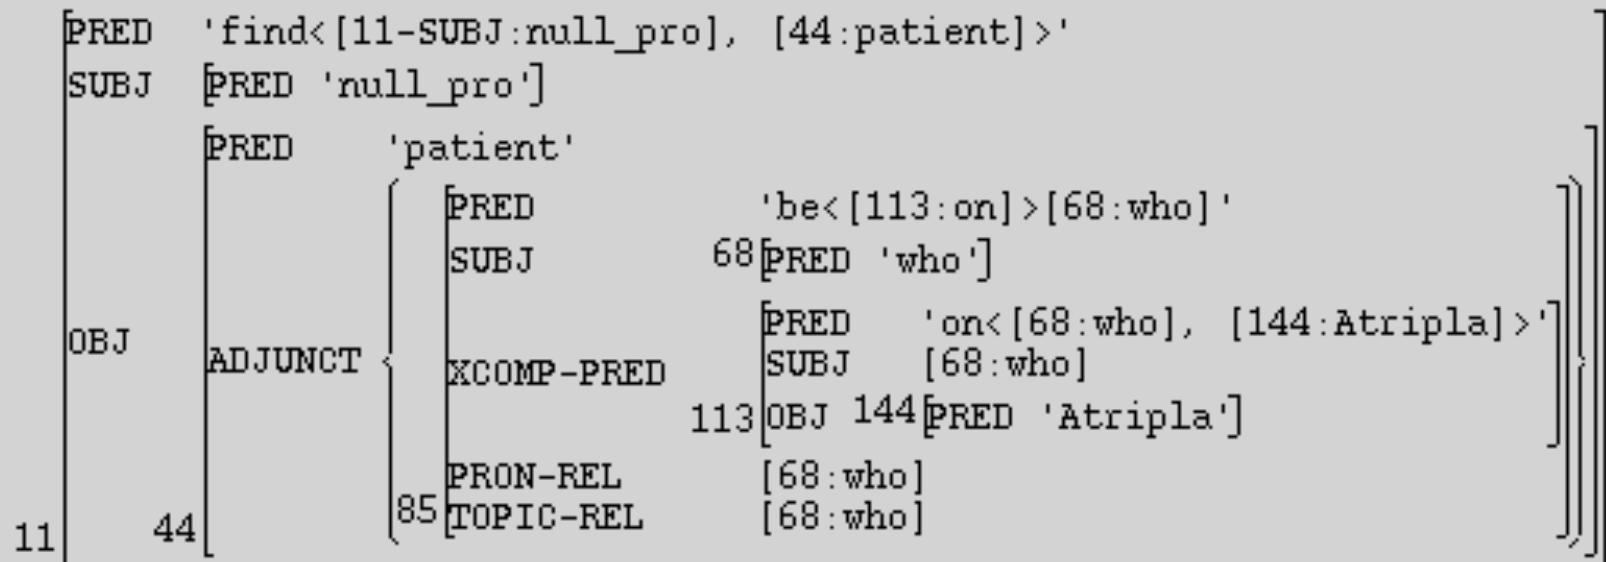 PRED 'find<[11-SUBJ:null_pro], [44:patient]>'
SUBJ [PRED 'null_pro']
PRED 'patient'
PRED 'be<[113:on]>[68:who]'
SUBJ 68[PRED 'who']
PRED 'on<[68:who], [144:Atripla]>'
OBJ ADJUNCT XCOMP-PRED SUBJ [68:who]
113 OBJ 144[PRED 'Atripla']
PRON-REL [68:who]
11 44 85 TOPIC-REL [68:who]